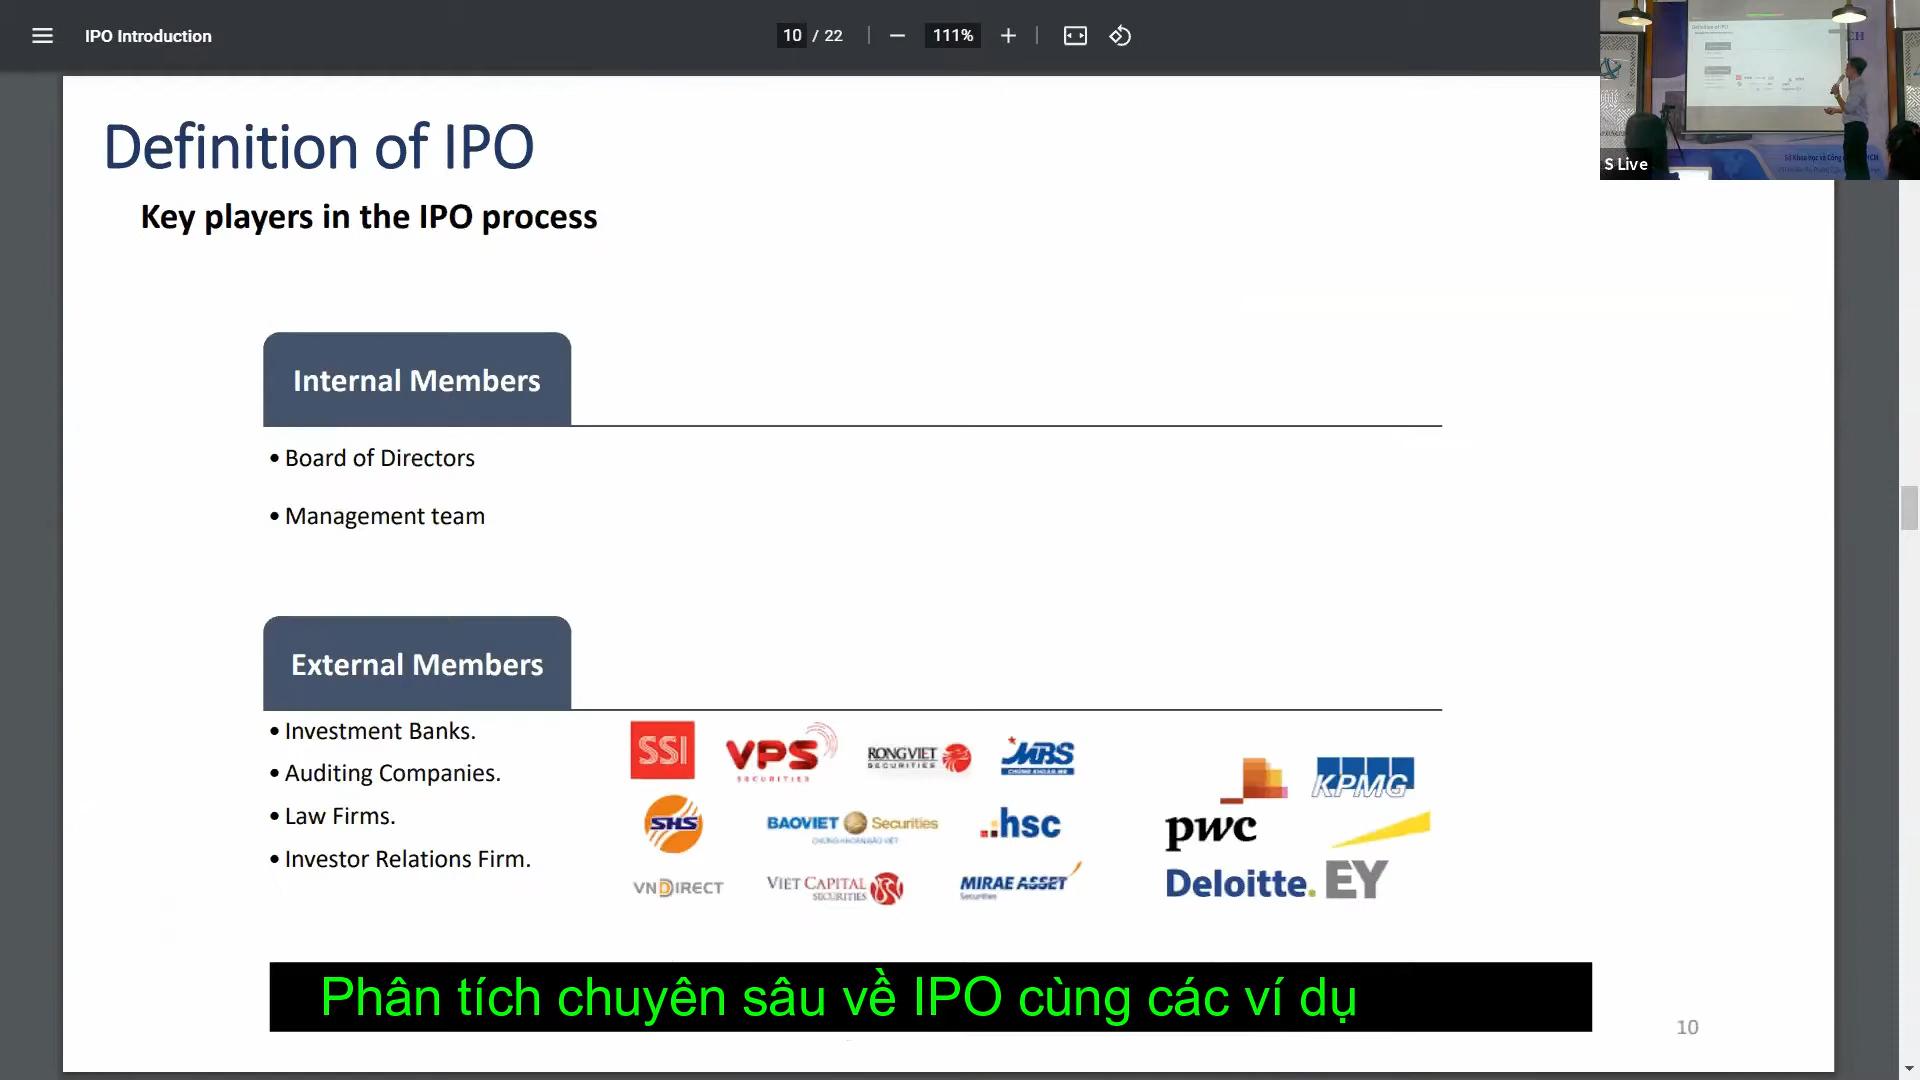 IPO Introduction
10 / 22
111%
S Live
Definition of IPO
Key players in the IPO process
Internal Members
• Board of Directors
• Management team
External Members
• Investment Banks.
• Auditing Companies.
• Law Firms.
• Investor Relations Firm.
SSI
VPS
SECURITIES
RONGVIET
SECURITIES
MBS
CHỨNG KHOÁN MB
SHS
BAOVIET Securities
CHỨNG KHOÁN BẢO VIỆT
hsc
VNDIRECT
VIET CAPITAL
SECURITIES
MIRAE ASSET
Securities
pwc
KPMG
Deloitte.
EY
Phân tích chuyên sâu về IPO cùng các ví dụ
10